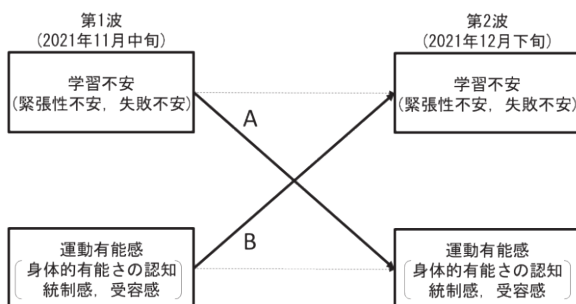 第1波
(2021年11月中旬)
第2波
(2021年12月下旬)
学習不安
(緊張性不安, 失敗不安)
学習不安
(緊張性不安, 失敗不安)
A
B
運動有能感
身体的有能さの認知
統制感, 受容感
運動有能感
身体的有能さの認知
統制感, 受容感